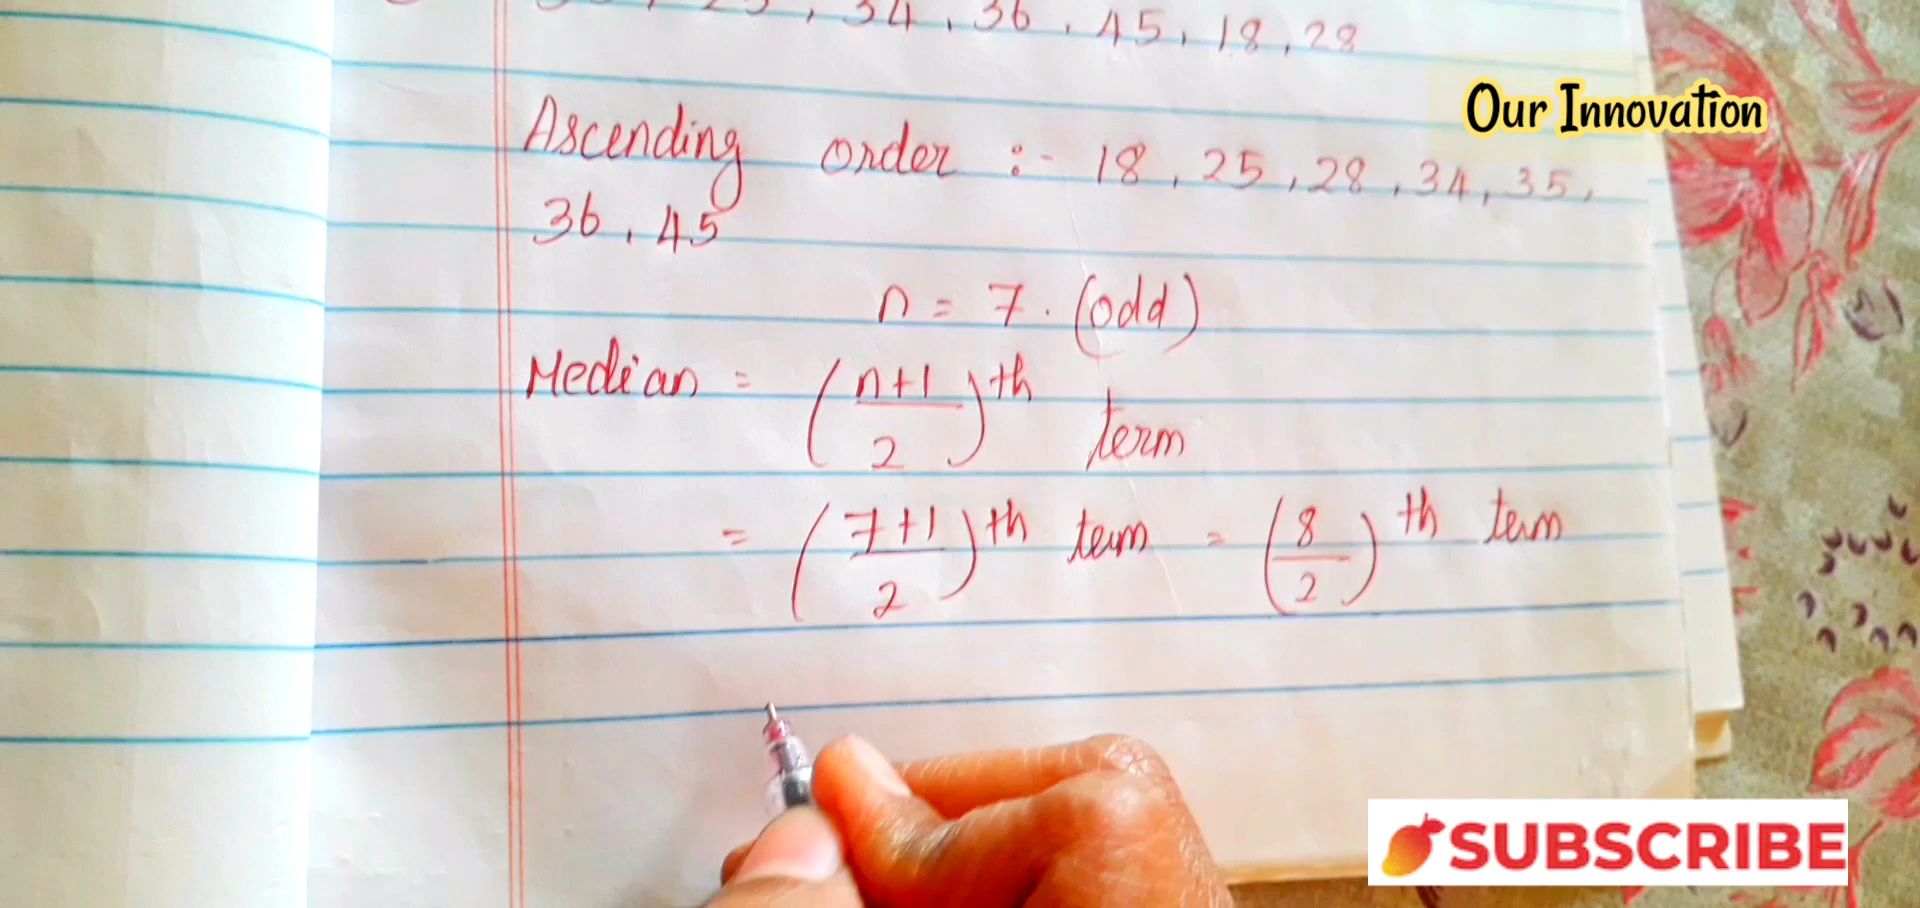 34, 36, 45, 18, 28
Our Innovation
Ascending order :- 18, 25, 28, 34, 35,
36, 45
n = 7. (odd)
Median = (n+1/2)th term
= (7+1/2)th term = (8/2)th term
SUBSCRIBE